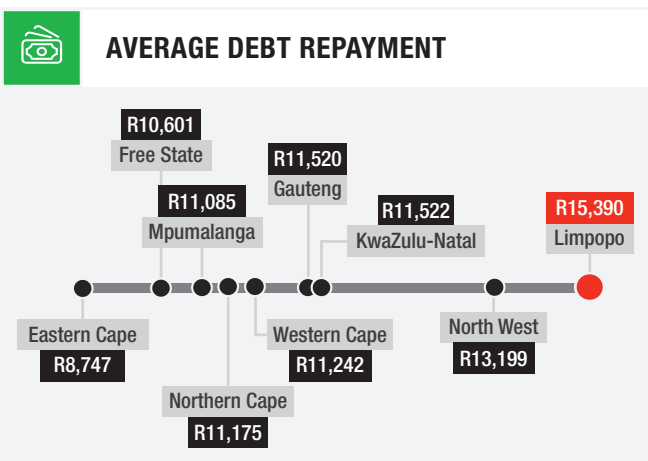 AVERAGE DEBT REPAYMENT
R10,601
Free State
R11,085
Mpumalanga
R11,520
Gauteng
R11,522
KwaZulu-Natal
R15,390
Limpopo
Eastern Cape
R8,747
Northern Cape
R11,175
Western Cape
R11,242
North West
R13,199